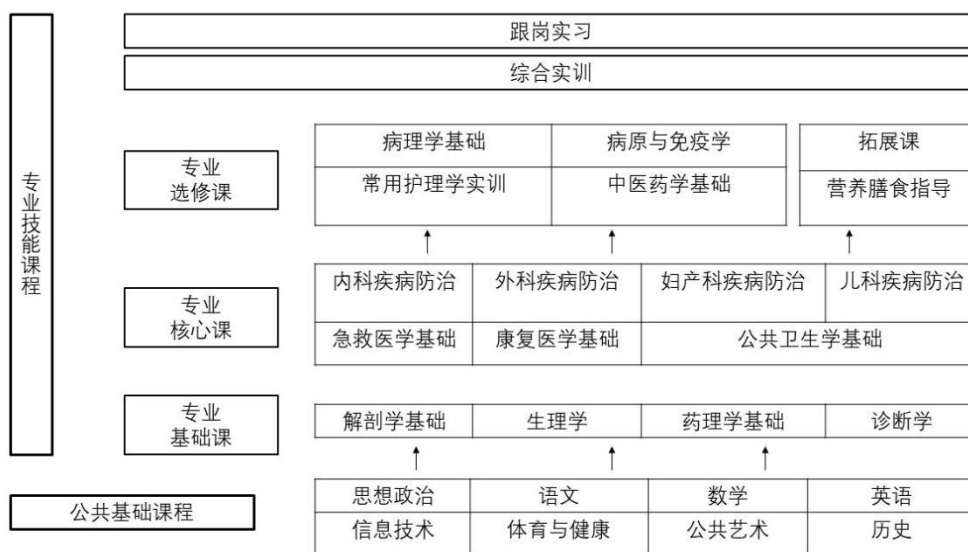 跟岗实习
综合实训
专业技能课程
专业
选修课
病理学基础 病原与免疫学 拓展课
常用护理学实训 中医药学基础 营养膳食指导
专业
核心课
内科疾病防治 外科疾病防治 妇产科疾病防治 儿科疾病防治
急救医学基础 康复医学基础 公共卫生学基础
专业
基础课
解剖学基础 生理学 药理学基础 诊断学
公共基础课程
思想政治 语文 数学 英语
信息技术 体育与健康 公共艺术 历史